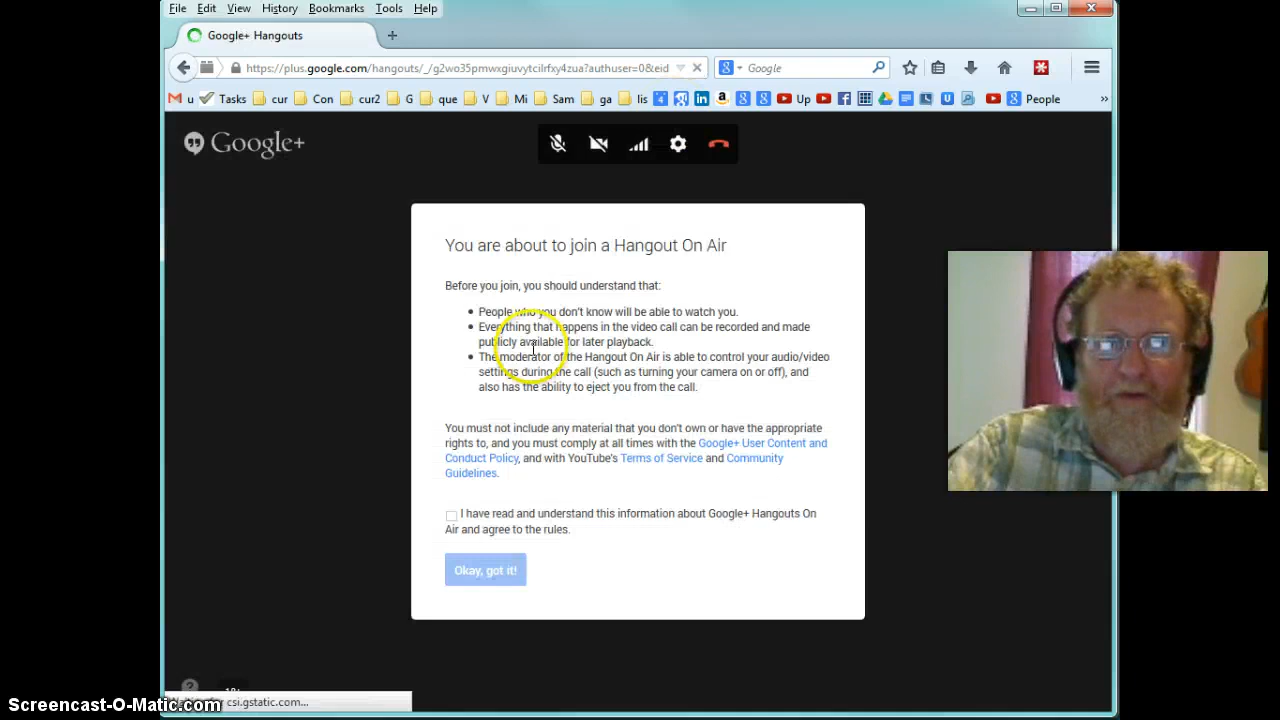 File Edit View History Bookmarks Tools Help
Google+ Hangouts
https://plus.google.com/hangouts/_/g2wo35pmwxgiuvytcilrfxy4zua?authuser=0&eid
Google
u Tasks cur Con cur2 G que V Mi Sam ga lis Up People »
Google+
You are about to join a Hangout On Air
Before you join, you should understand that:
People who you don't know will be able to watch you.
Everything that happens in the video call can be recorded and made
publicly available for later playback.
The moderator of the Hangout On Air is able to control your audio/video
settings during the call (such as turning your camera on or off), and
also has the ability to eject you from the call.
You must not include any material that you don't own or have the appropriate
rights to, and you must comply at all times with the Google+ User Content and
Conduct Policy, and with YouTube's Terms of Service and Community
Guidelines.
I have read and understand this information about Google+ Hangouts On
Air and agree to the rules.
Okay, got it!
csi.gstatic.com...
Screencast-O-Matic.com